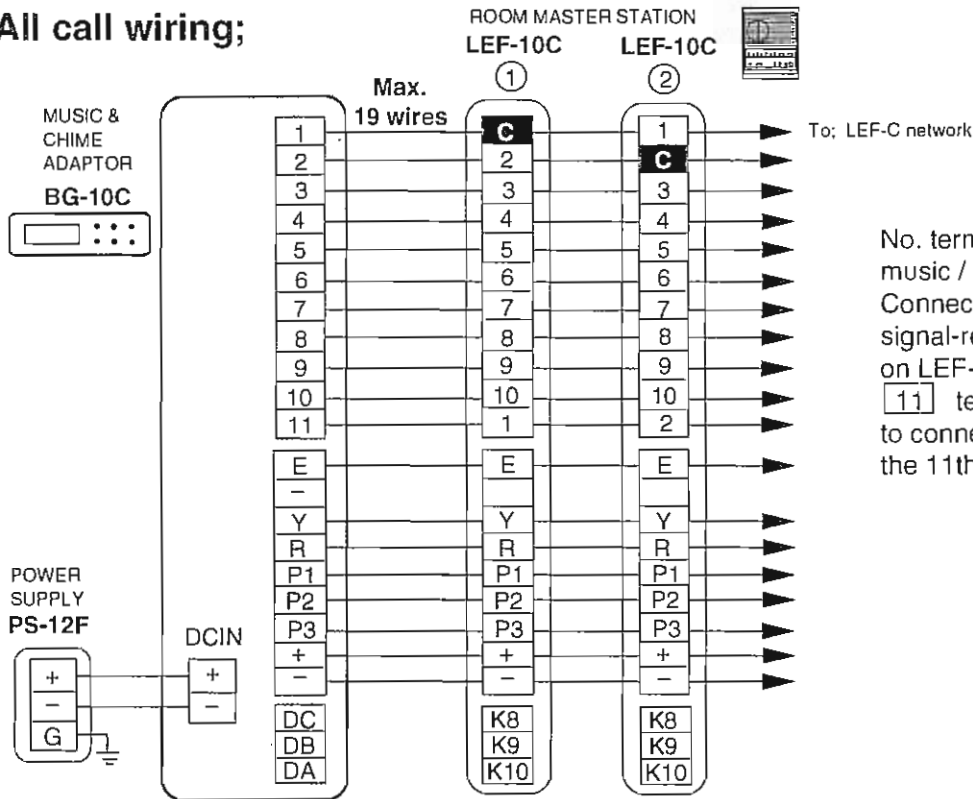 All call wiring;
ROOM MASTER STATION
LEF-10C LEF-10C
1 2
MUSIC &
CHIME
ADAPTOR
BG-10C
Max.
19 wires
1 C 1 To; LEF-C network
2 2 C
3 3 3
4 4 4
5 5 5
6 6 6
7 7 7
8 8 8
9 9 9
10 10 10
11 1 2
E E E
–
Y Y Y
R R R
P1 P1 P1
P2 P2 P2
P3 P3 P3
+ + +
– – –
DC K8 K8
DB K9 K9
DA K10 K10
POWER
SUPPLY
PS-12F
DCIN
+ +
– –
G
No. term
music /
Connec
signal-re
on LEF-
11 te
to conne
the 11th